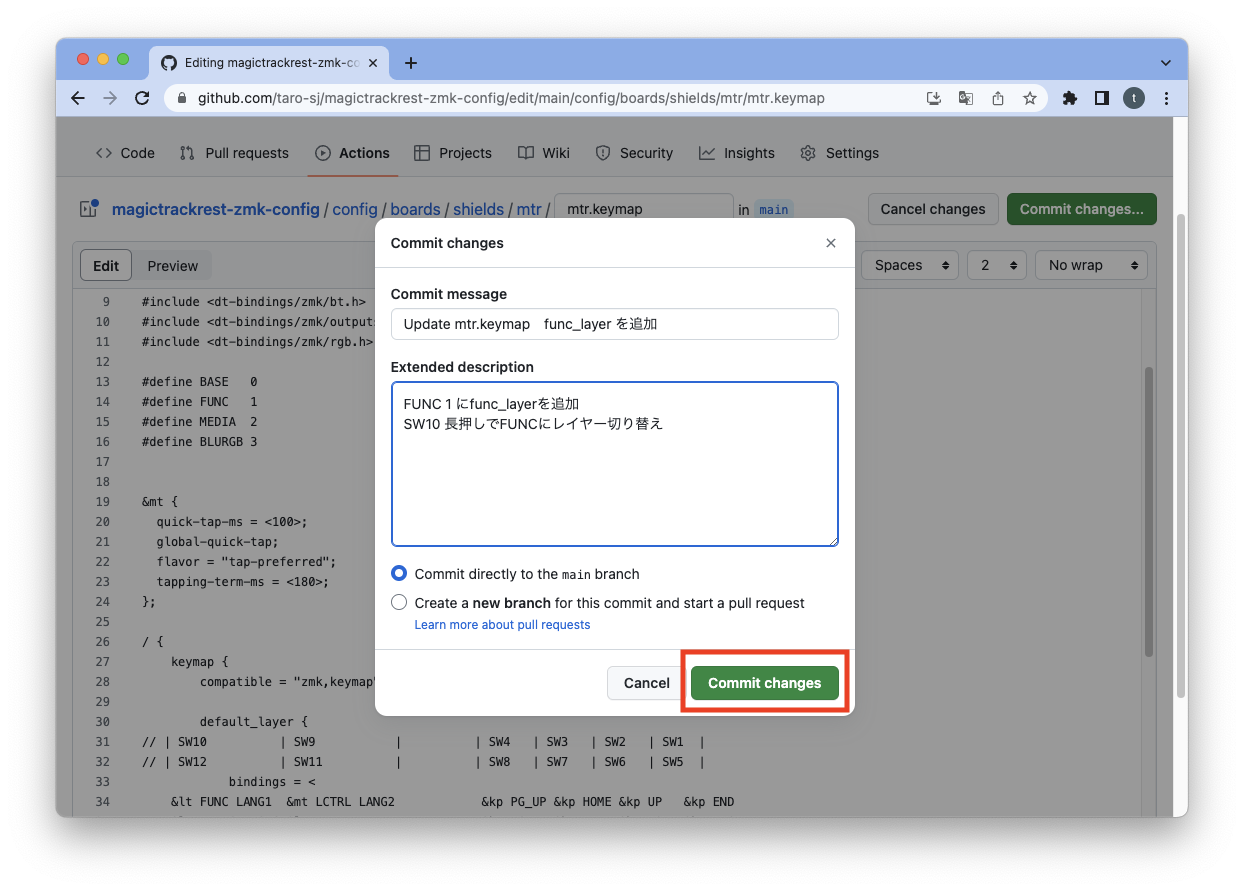 Editing magictrackrest-zmk-co
github.com/taro-sj/magictrackrest-zmk-config/edit/main/config/boards/shields/mtr/mtr.keymap
t
Code Pull requests Actions Projects Wiki Security Insights Settings
magictrackrest-zmk-config / config / boards / shields / mtr / mtr.keymap in main Cancel changes Commit changes...
Edit Preview Spaces 2 No wrap
9 #include <dt-bindings/zmk/bt.h>
10 #include <dt-bindings/zmk/output
11 #include <dt-bindings/zmk/rgb.h>
12
13 #define BASE 0
14 #define FUNC 1
15 #define MEDIA 2
16 #define BLURGB 3
17
18
19 &mt {
20 quick-tap-ms = <100>;
21 global-quick-tap;
22 flavor = "tap-preferred";
23 tapping-term-ms = <180>;
24 };
25
26 / {
27 keymap {
28 compatible = "zmk,keymap"
29
30 default_layer {
31 // | SW10 | SW9 | | SW4 | SW3 | SW2 | SW1 |
32 // | SW12 | SW11 | | SW8 | SW7 | SW6 | SW5 |
33 bindings = <
34 &lt FUNC LANG1 &mt LCTRL LANG2 &kp PG_UP &kp HOME &kp UP &kp END
Commit changes
Commit message
Update mtr.keymap func_layer を追加
Extended description
FUNC 1 にfunc_layerを追加
SW10 長押しでFUNCにレイヤー切り替え
Commit directly to the main branch
Create a new branch for this commit and start a pull request
Learn more about pull requests
Cancel Commit changes